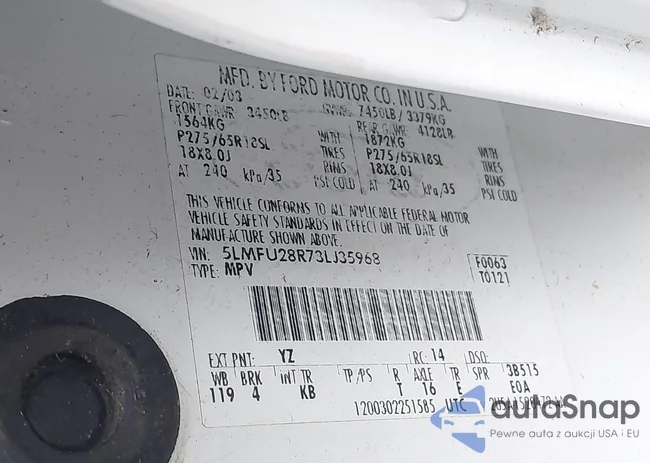 MFD. BY FORD MOTOR CO. IN U.S.A.
DATE: 02/03 GVWR: 7450LB / 3379KG
FRONT GAWR: 3450LB REAR GAWR: 4128LB
1564KG WITH 1872KG WITH
P275/65R18SL TIRES P275/65R18SL TIRES
18X8.0J RIMS 18X8.0J RIMS
AT 240 kPa/35 PSI COLD AT 240 kPa/35 PSI COLD
THIS VEHICLE CONFORMS TO ALL APPLICABLE FEDERAL MOTOR
VEHICLE SAFETY STANDARDS IN EFFECT ON THE DATE OF
MANUFACTURE SHOWN ABOVE.
VIN: 5LMFU28R73LJ35968 F0063
TYPE: MPV T0121
EXT PNT: YZ RC: 14 DSO:
WB BRK INT TR TP/PS R AXLE TR SPR 3B515
119 4 KB T 16 E EOA
1200302251585 UTC
autoSnap
Pewne auta z aukcji USA i EU